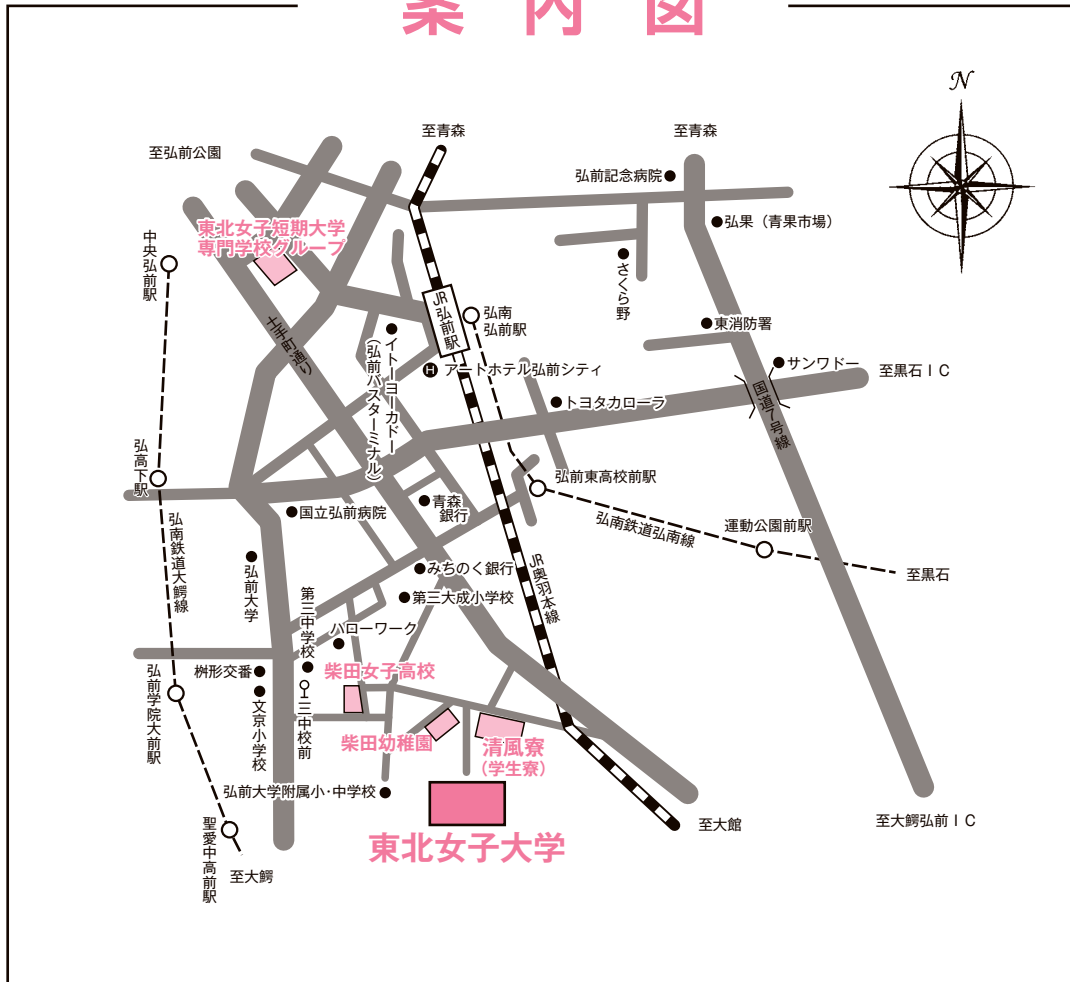 案内図
N
至青森
至青森
至弘前公園
弘前記念病院
弘果（青果市場）
東北女子短期大学
専門学校グループ
中央弘前駅
さくら野
JR弘前駅
弘南
弘前駅
東消防署
土手町通り
イトーヨーカドー
（弘前バスターミナル）
H アートホテル弘前シティ
サンワドー
至黒石IC
国道7号線
トヨタカローラ
弘高下駅
弘前東高校前駅
国立弘前病院
青森
銀行
弘南鉄道弘南線
運動公園前駅
弘南鉄道大鰐線
弘前大学
みちのく銀行
JR奥羽本線
至黒石
第三中学校
第三大成小学校
ハローワーク
桝形交番
柴田女子高校
弘前学院大前駅
文京小学校
三中校前
柴田幼稚園
清風寮
（学生寮）
弘前大学附属小・中学校
聖愛中高前駅
至大館
至大鰐弘前IC
東北女子大学
至大鰐